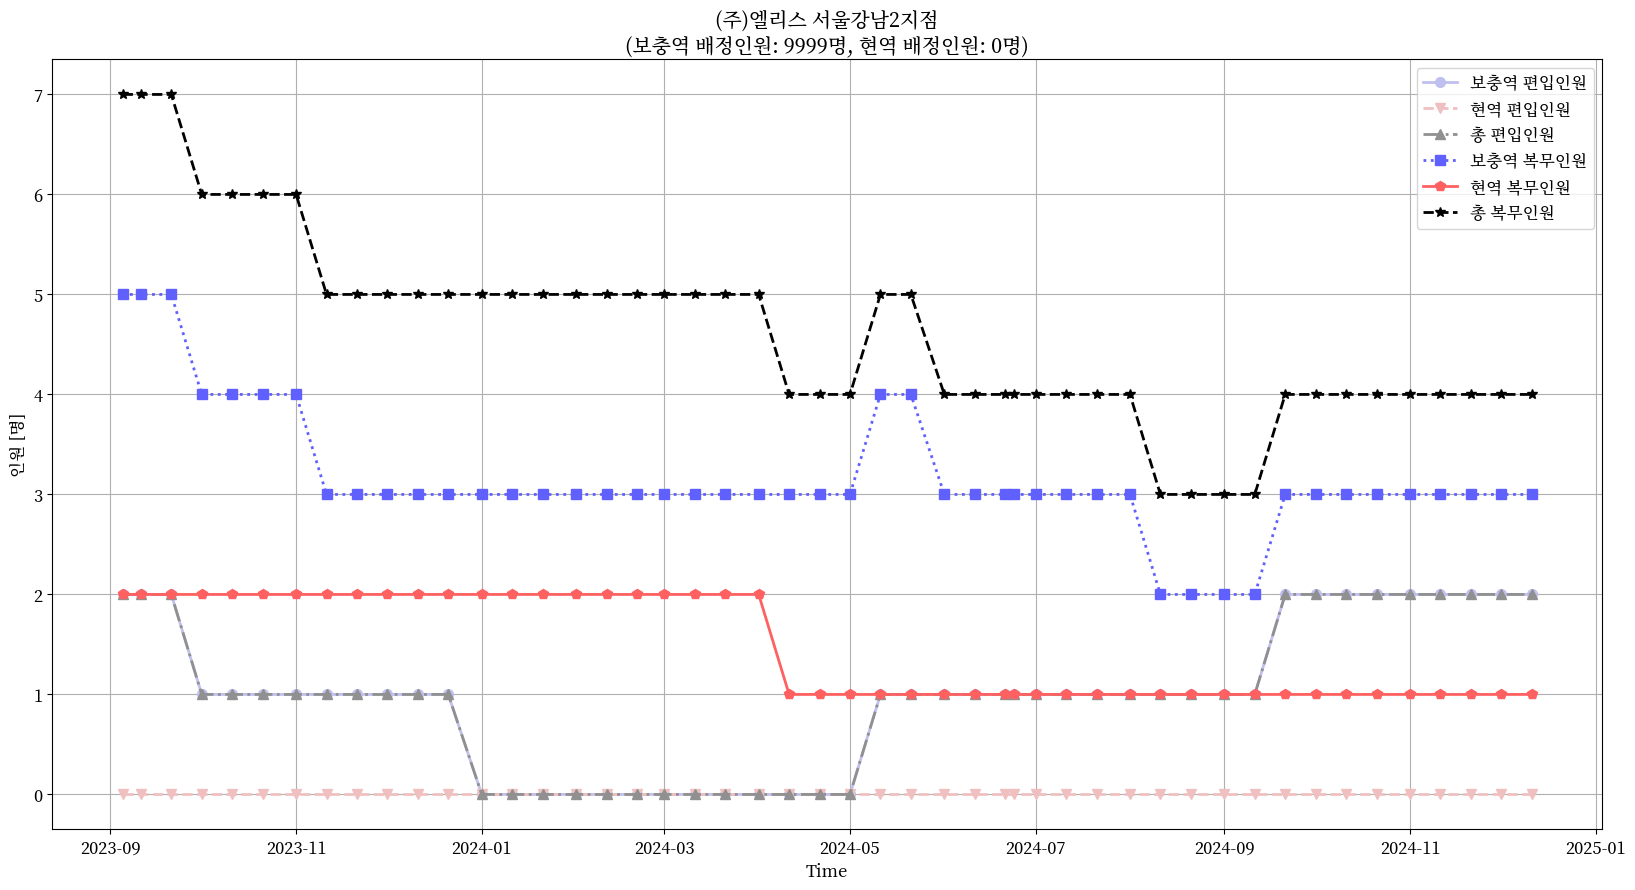 (주)엘리스 서울강남2지점
(보충역 배정인원: 9999명, 현역 배정인원: 0명)
보충역 편입인원
현역 편입인원
총 편입인원
보충역 복무인원
현역 복무인원
총 복무인원
인원 [명]
7
6
5
4
3
2
1
0
2023-09
2023-11
2024-01
2024-03
2024-05
2024-07
2024-09
2024-11
2025-01
Time